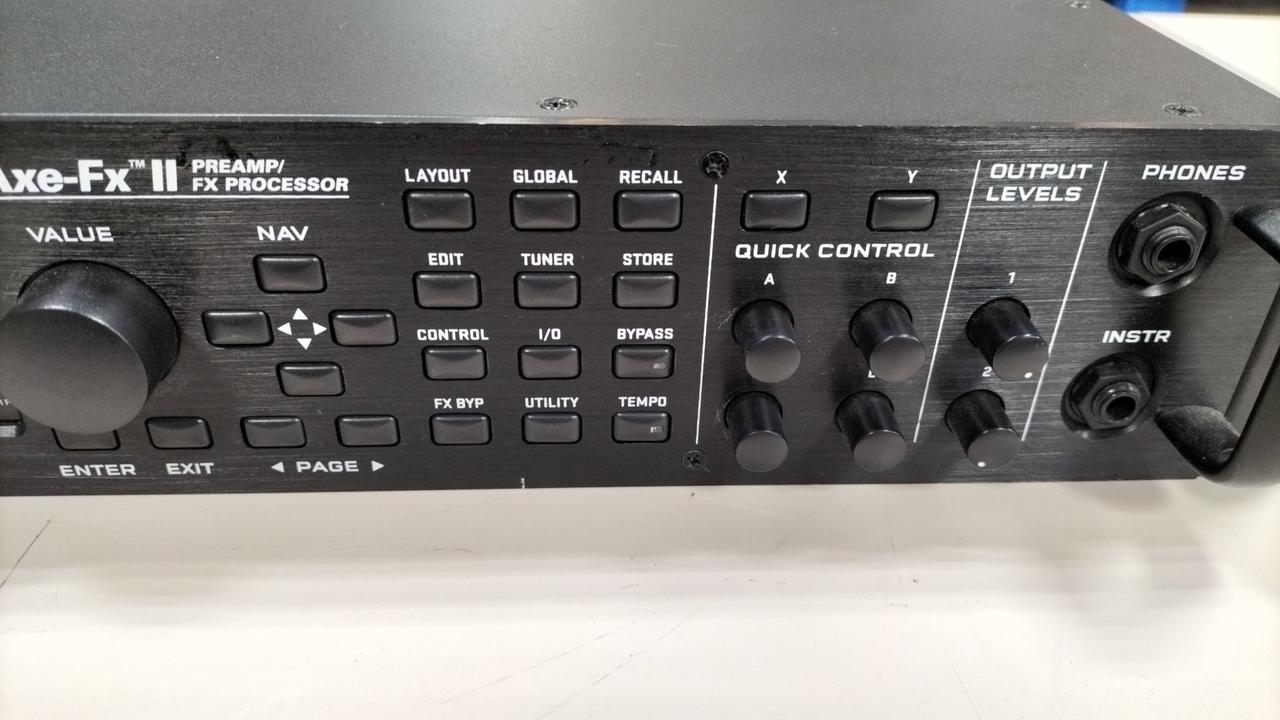 Axe-Fx™ II
PREAMP/
FX PROCESSOR
VALUE
NAV
ENTER
EXIT
◄ PAGE ►
LAYOUT
GLOBAL
RECALL
EDIT
TUNER
STORE
CONTROL
I/O
BYPASS
FX BYP
UTILITY
TEMPO
X
Y
QUICK CONTROL
A
B
OUTPUT
LEVELS
1
2
PHONES
INSTR